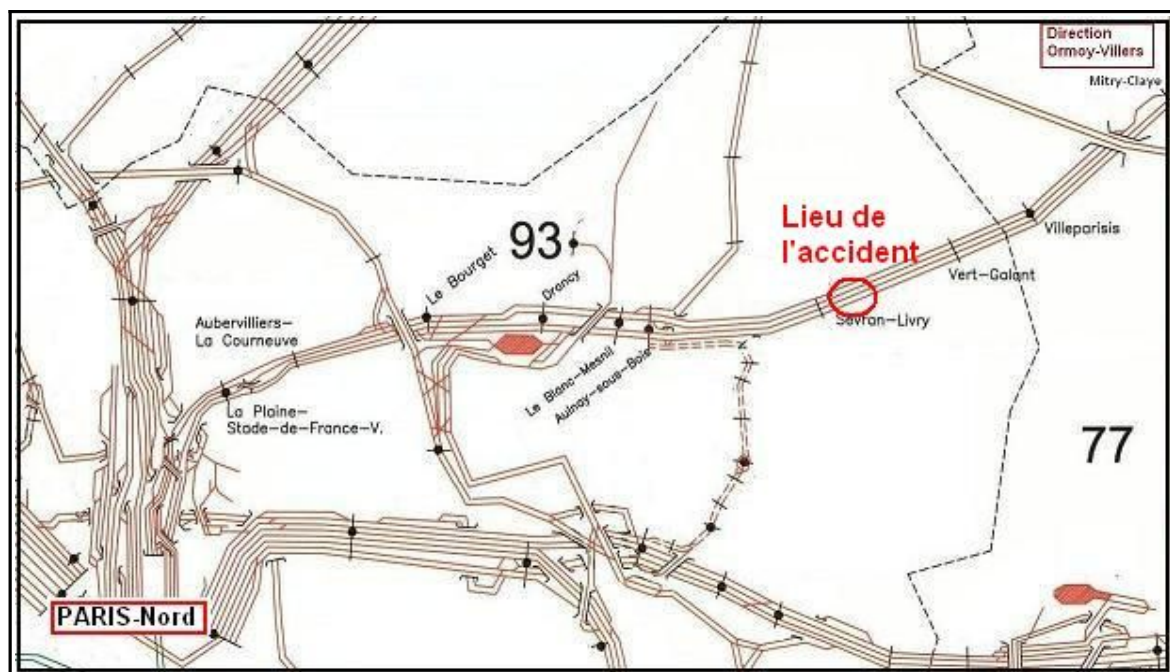 Direction
Ormoy-Villers
Mitry-Claye
Lieu de
l'accident
93
Villeparisis
Vert-Galant
Le Bourget
Drancy
Sevran-Livry
Aubervilliers-
La Courneuve
Le Blanc-Mesnil
Aulnay-sous-Bois
La Plaine-
Stade-de-France-V.
77
PARIS-Nord